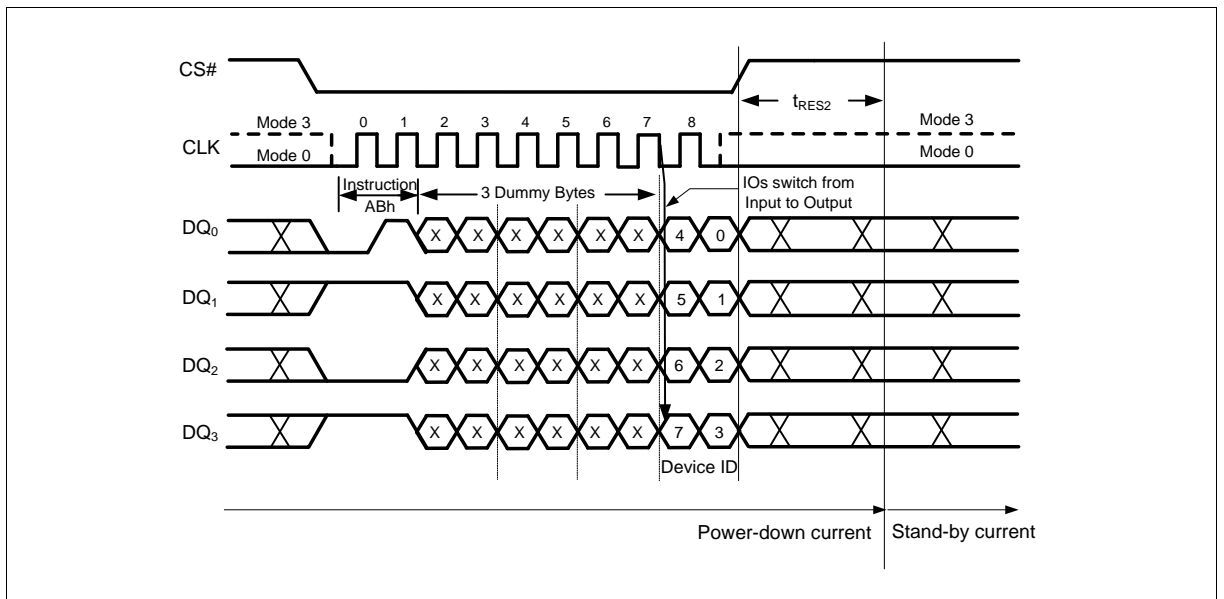 CS#
tRES2
Mode 3 0 1 2 3 4 5 6 7 8 Mode 3
CLK
Mode 0 Mode 0
Instruction
ABh
3 Dummy Bytes
IOs switch from
Input to Output
DQ0 X X X X X X 4 0
DQ1 X X X X X X 5 1
DQ2 X X X X X X 6 2
DQ3 X X X X X X 7 3
Device ID
Power-down current Stand-by current